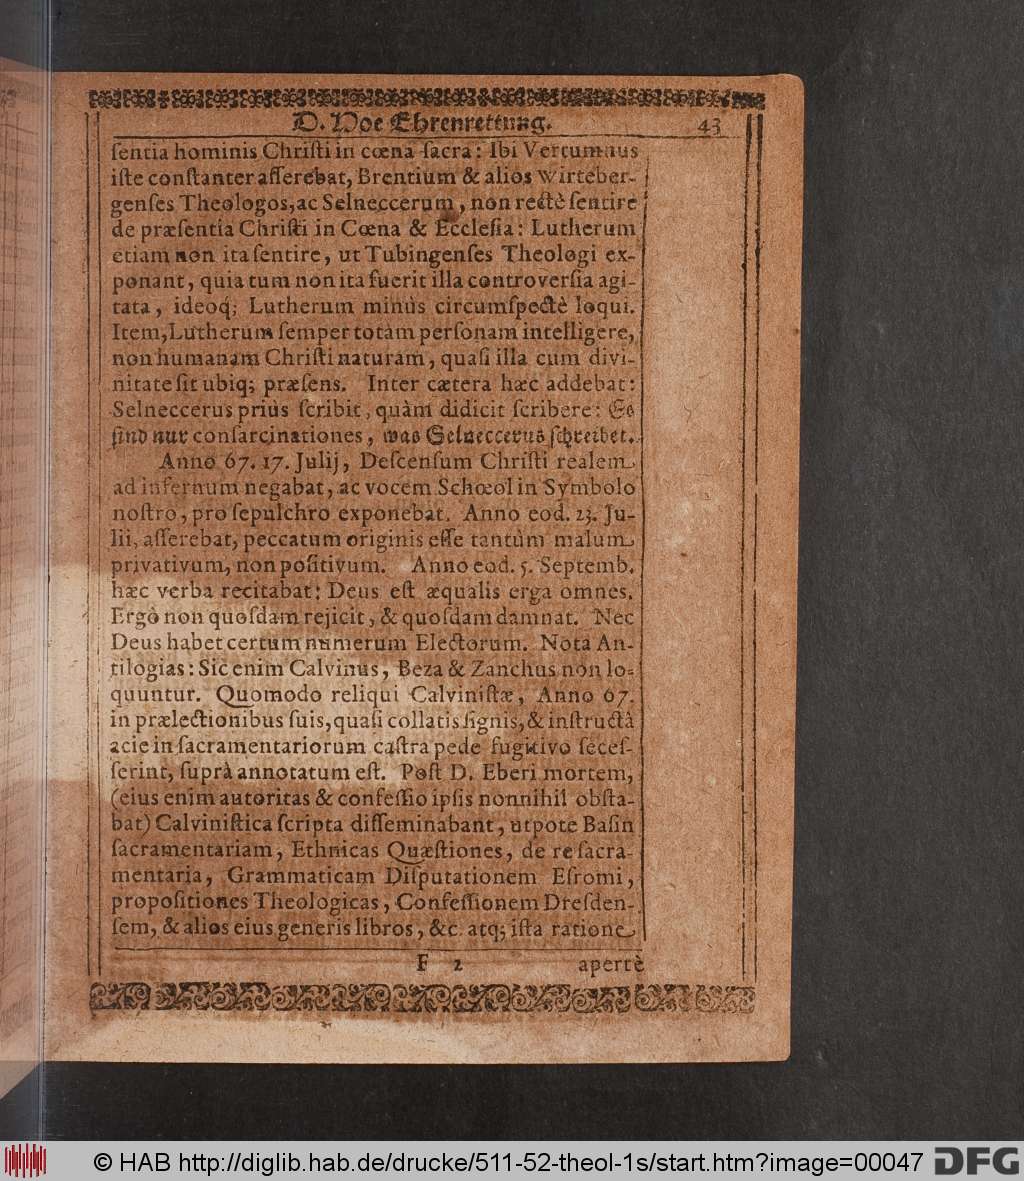 D. Hoe Ehrenrettung. 43
ſentia hominis Chriſti in cœna ſacra: Ibi Vertumnus
iſte conſtanter aſſerebat, Brentium & alios Wirteber-
genſes Theologos, ac Selneccerum, non rectè ſentire
de præſentia Chriſti in Cœna & Eccleſia: Lutherum
etiam non ita ſentire, ut Tubingenſes Theologi ex-
ponant, quia tum non ita fuerit illa controverſia agi-
tata, ideoq; Lutherum minùs circumſpectè loqui.
Item, Lutherum ſemper totam perſonam intelligere,
non humanam Chriſti naturam, quaſi illa cum divi-
nitate ſit ubiq; præſens. Inter cætera hæc addebat:
Selneccerus priùs ſcribit, quàm didicit ſcribere: Es
ſind nur conſarcinationes, was Selneccerus ſchreibet.
Anno 67. 17. Julij, Deſcenſum Chriſti realem
ad infernum negabat, ac vocem Schœol in Symbolo
noſtro, pro ſepulchro exponebat. Anno eod. 23. Ju-
lii, aſſerebat, peccatum originis eſſe tantùm malum
privativum, non poſitivum. Anno eod. 5. Septemb.
hæc verba recitabat: Deus eſt æqualis erga omnes.
Ergò non quoſdam rejicit, & quoſdam damnat. Nec
Deus habet certum numerum Electorum. Nota An-
tilogias: Sic enim Calvinus, Beza & Zanchus non lo-
quuntur. Quomodo reliqui Calviniſtæ, Anno 67.
in prælectionibus ſuis, quaſi collatis ſignis, & inſtructâ
acie in ſacramentariorum caſtra pede fugitivo ſeceſ-
ſerint, ſuprà annotatum eſt. Poſt D. Eberi mortem,
(eius enim autoritas & confeſſio ipſis nonnihil obſta-
bat) Calviniſtica ſcripta diſſeminabant, utpote Baſin
ſacramentariam, Ethnicas Quæſtiones, de re ſacra-
mentaria, Grammaticam Diſputationem Eſromi,
propoſitiones Theologicas, Confeſſionem Dreſden-
ſem, & alios eius generis libros, &c. atq; iſta ratione
F 2 apertè
© HAB http://diglib.hab.de/drucke/511-52-theol-1s/start.htm?image=00047 DFG